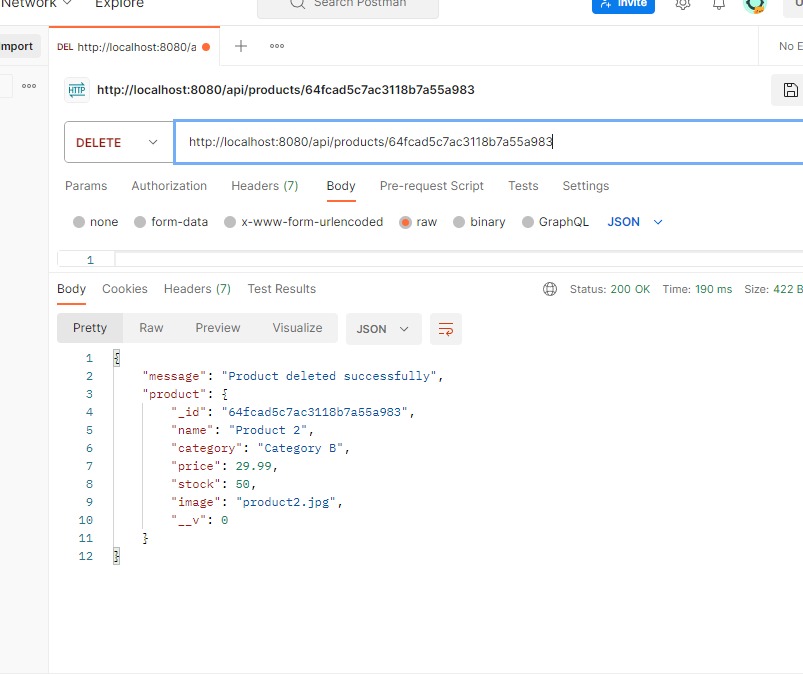 Network Explore Search Postman Invite
Import DEL http://localhost:8080/a No E
HTTP http://localhost:8080/api/products/64fcad5c7ac3118b7a55a983
DELETE http://localhost:8080/api/products/64fcad5c7ac3118b7a55a983
Params Authorization Headers (7) Body Pre-request Script Tests Settings
none form-data x-www-form-urlencoded raw binary GraphQL JSON
1
Body Cookies Headers (7) Test Results Status: 200 OK Time: 190 ms Size: 422 B
Pretty Raw Preview Visualize JSON
1 {
2 "message": "Product deleted successfully",
3 "product": {
4 "_id": "64fcad5c7ac3118b7a55a983",
5 "name": "Product 2",
6 "category": "Category B",
7 "price": 29.99,
8 "stock": 50,
9 "image": "product2.jpg",
10 "__v": 0
11 }
12 }